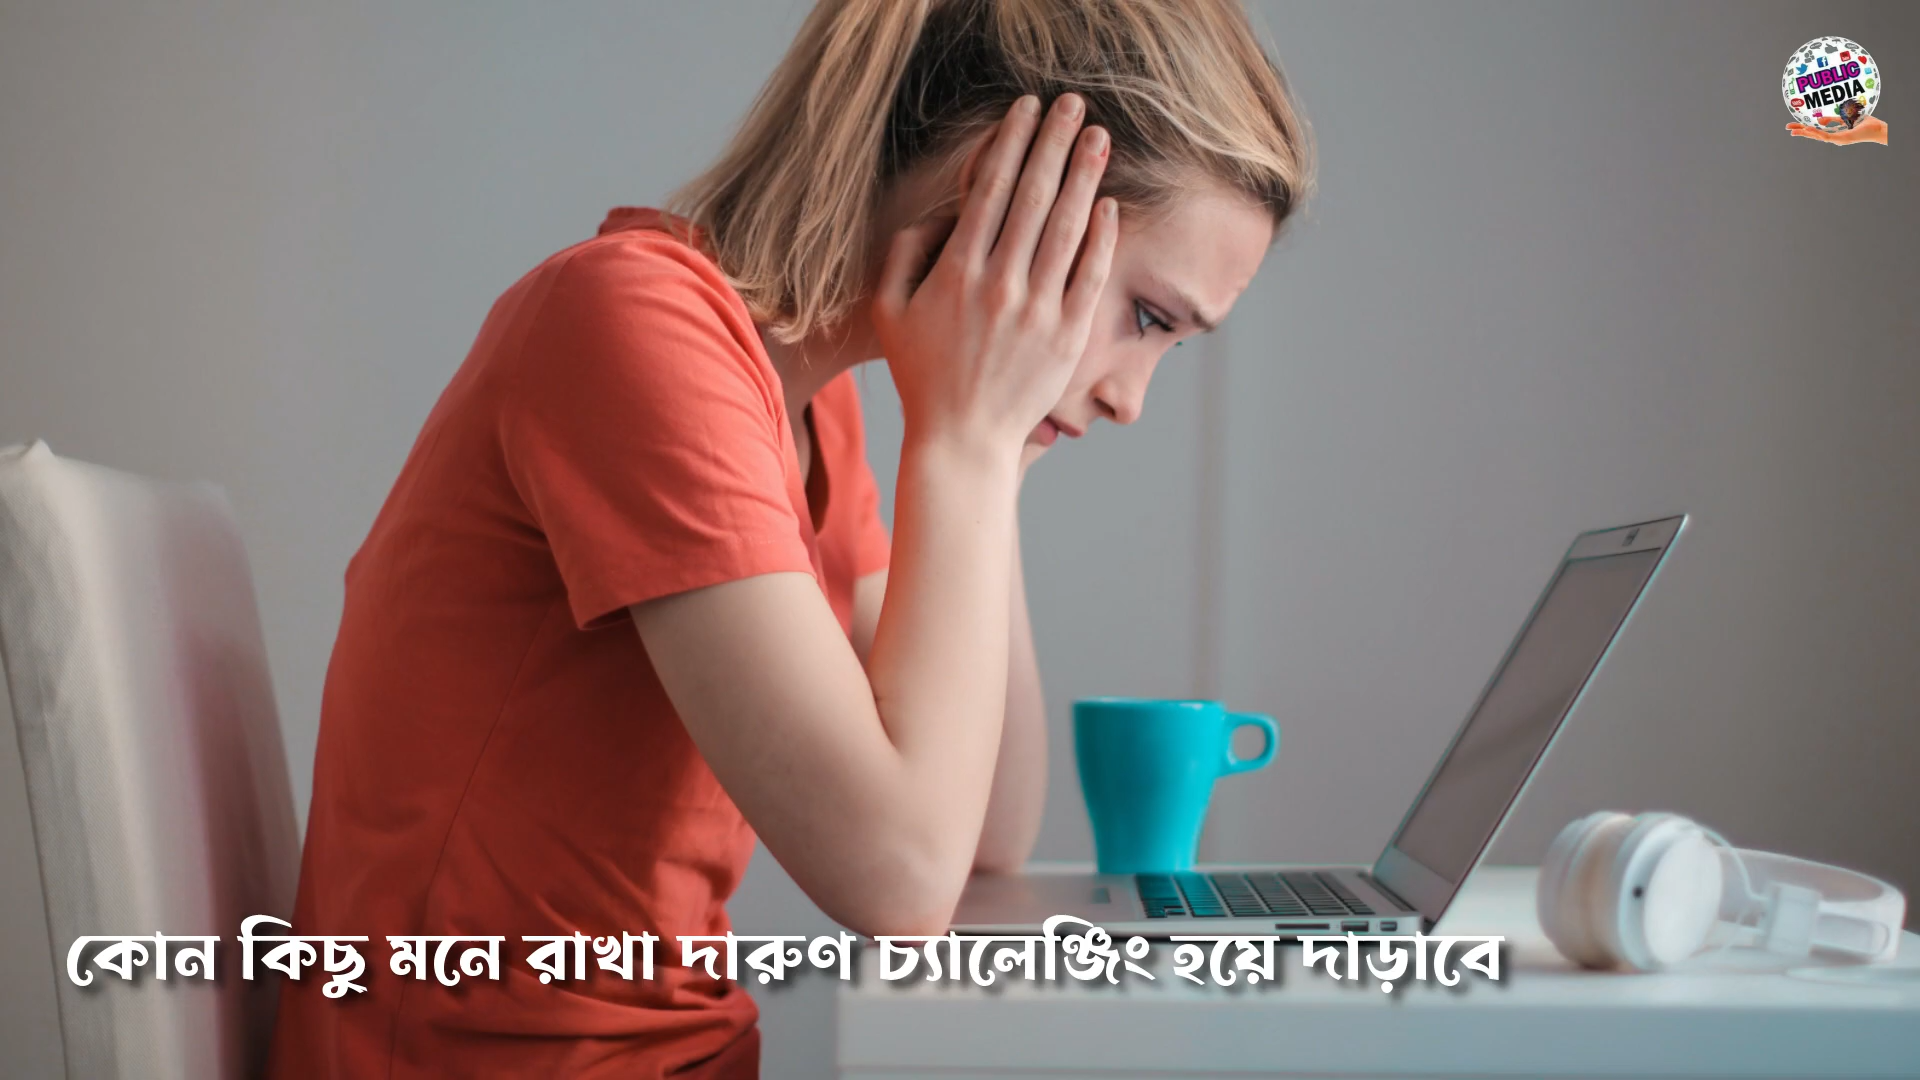 PUBLIC
MEDIA
কোন কিছু মনে রাখা দারুণ চ্যালেঞ্জিং হয়ে দাড়াবে